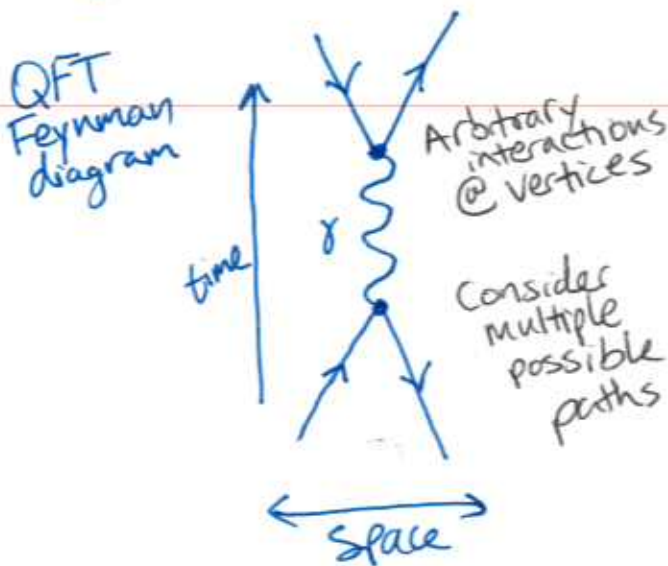 QFT
Feynman
diagram
time
γ
Arbitrary
interactions
@ vertices
Consider
multiple
possible
paths
Space